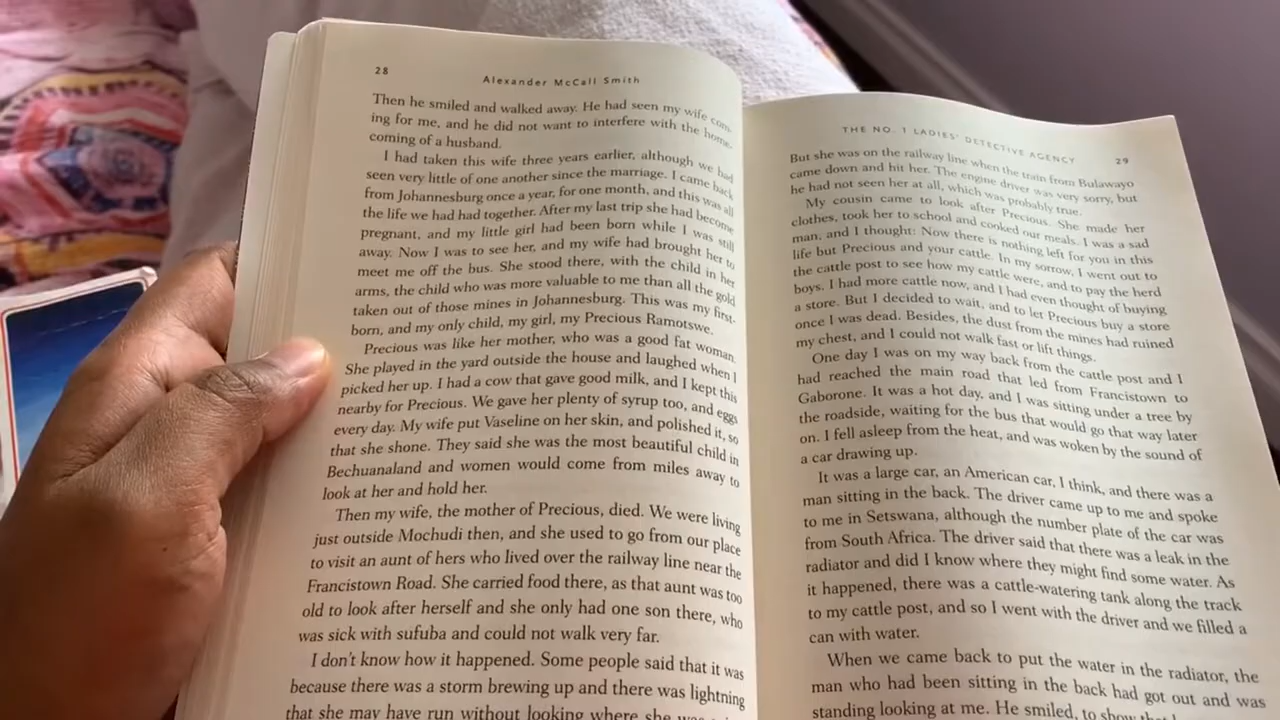 28
Alexander McCall Smith
Then he smiled and walked away. He had seen my wife com-
ing for me, and he did not want to interfere with the home-
coming of a husband.
I had taken this wife three years earlier, although we had
seen very little of one another since the marriage. I came back
from Johannesburg once a year, for one month, and this was all
the life we had had together. After my last trip she had become
pregnant, and my little girl had been born while I was still
away. Now I was to see her, and my wife had brought her to
meet me off the bus. She stood there, with the child in her
arms, the child who was more valuable to me than all the gold
taken out of those mines in Johannesburg. This was my first-
born, and my only child, my girl, my Precious Ramotswe.
Precious was like her mother, who was a good fat woman.
She played in the yard outside the house and laughed when I
picked her up. I had a cow that gave good milk, and I kept this
nearby for Precious. We gave her plenty of syrup too, and eggs
every day. My wife put Vaseline on her skin, and polished it, so
that she shone. They said she was the most beautiful child in
Bechuanaland and women would come from miles away to
look at her and hold her.
Then my wife, the mother of Precious, died. We were living
just outside Mochudi then, and she used to go from our place
to visit an aunt of hers who lived over the railway line near the
Francistown Road. She carried food there, as that aunt was too
old to look after herself and she only had one son there, who
was sick with sufuba and could not walk very far.
I don't know how it happened. Some people said that it was
because there was a storm brewing up and there was lightning
that she may have run without looking where she
THE NO. 1 LADIES' DETECTIVE AGENCY
29
But she was on the railway line when the train from Bulawayo
came down and hit her. The engine driver was very sorry, but
he had not seen her at all, which was probably true.
My cousin came to look after Precious. She made her
clothes, took her to school and cooked our meals. I was a sad
man, and I thought: Now there is nothing left for you in this
life but Precious and your cattle. In my sorrow, I went out to
the cattle post to see how my cattle were, and to pay the herd
boys. I had more cattle now, and I had even thought of buying
a store. But I decided to wait, and to let Precious buy a store
once I was dead. Besides, the dust from the mines had ruined
my chest, and I could not walk fast or lift things.
One day I was on my way back from the cattle post and I
had reached the main road that led from Francistown to
Gaborone. It was a hot day, and I was sitting under a tree by
the roadside, waiting for the bus that would go that way later
on. I fell asleep from the heat, and was woken by the sound of
a car drawing up.
It was a large car, an American car, I think, and there was a
man sitting in the back. The driver came up to me and spoke
to me in Setswana, although the number plate of the car was
from South Africa. The driver said that there was a leak in the
radiator and did I know where they might find some water. As
it happened, there was a cattle-watering tank along the track
to my cattle post, and so I went with the driver and we filled a
can with water.
When we came back to put the water in the radiator, the
man who had been sitting in the back had got out and was
standing looking at me. He smiled, to show that